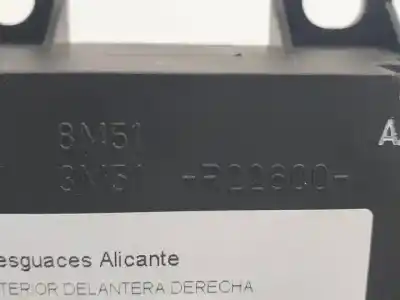 8M51
3M51 -R22600-
A
esguaces Alicante
TERIOR DELANTERA DERECHA